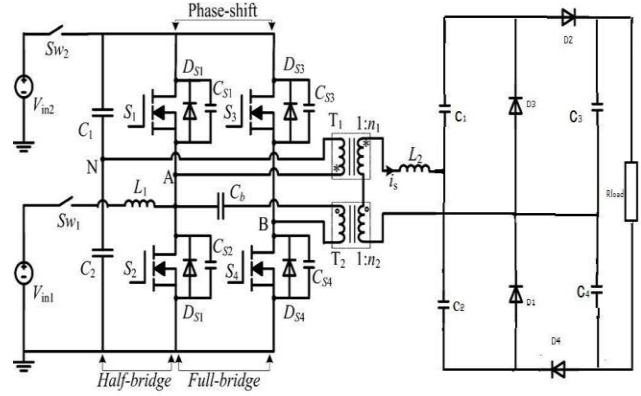 Phase-shift
Sw2
DS1
DS3
D2
CS1
CS3
S1
S3
Vin2
C1
T1
1:n1
C1
D3
C3
L2
N
A
is
L1
Cb
Rload
Sw1
B
CS2
T2
1:n2
C2
S2
S4
CS4
Vin1
C2
D1
C4
DS1
DS4
D4
Half-bridge
Full-bridge